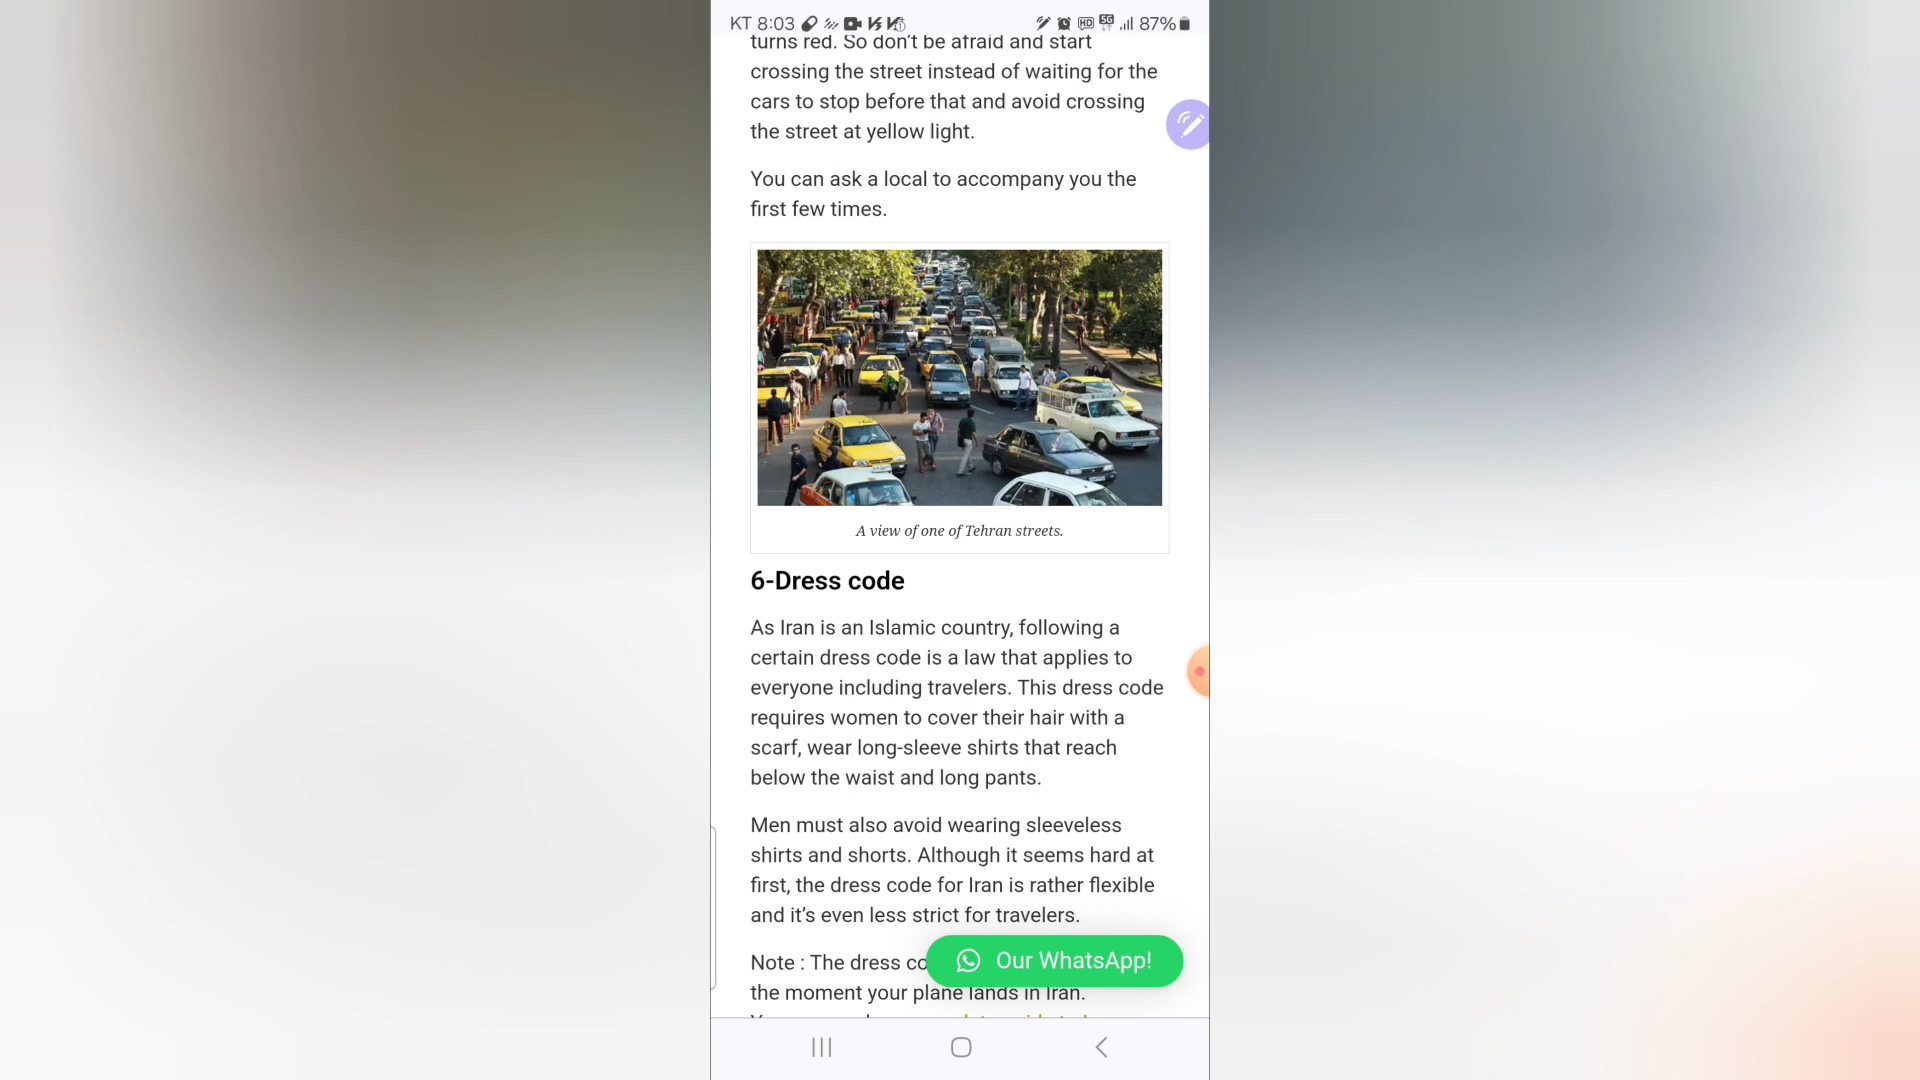 KT 8:03
HD 5G 87%
turns red. So don't be afraid and start
crossing the street instead of waiting for the
cars to stop before that and avoid crossing
the street at yellow light.
You can ask a local to accompany you the
first few times.
A view of one of Tehran streets.
6-Dress code
As Iran is an Islamic country, following a
certain dress code is a law that applies to
everyone including travelers. This dress code
requires women to cover their hair with a
scarf, wear long-sleeve shirts that reach
below the waist and long pants.
Men must also avoid wearing sleeveless
shirts and shorts. Although it seems hard at
first, the dress code for Iran is rather flexible
and it's even less strict for travelers.
Note : The dress co
Our WhatsApp!
the moment your plane lands in Iran.